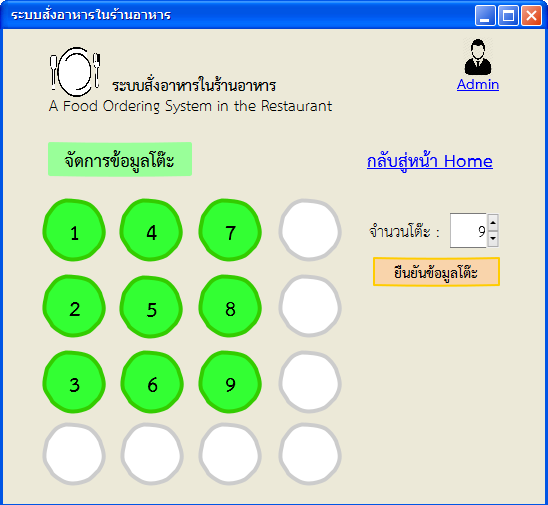 ระบบสั่งอาหารในร้านอาหาร
Admin
ระบบสั่งอาหารในร้านอาหาร
A Food Ordering System in the Restaurant
จัดการข้อมูลโต๊ะ
กลับสู่หน้า Home
1 4 7
จำนวนโต๊ะ : 9
ยืนยันข้อมูลโต๊ะ
2 5 8
3 6 9